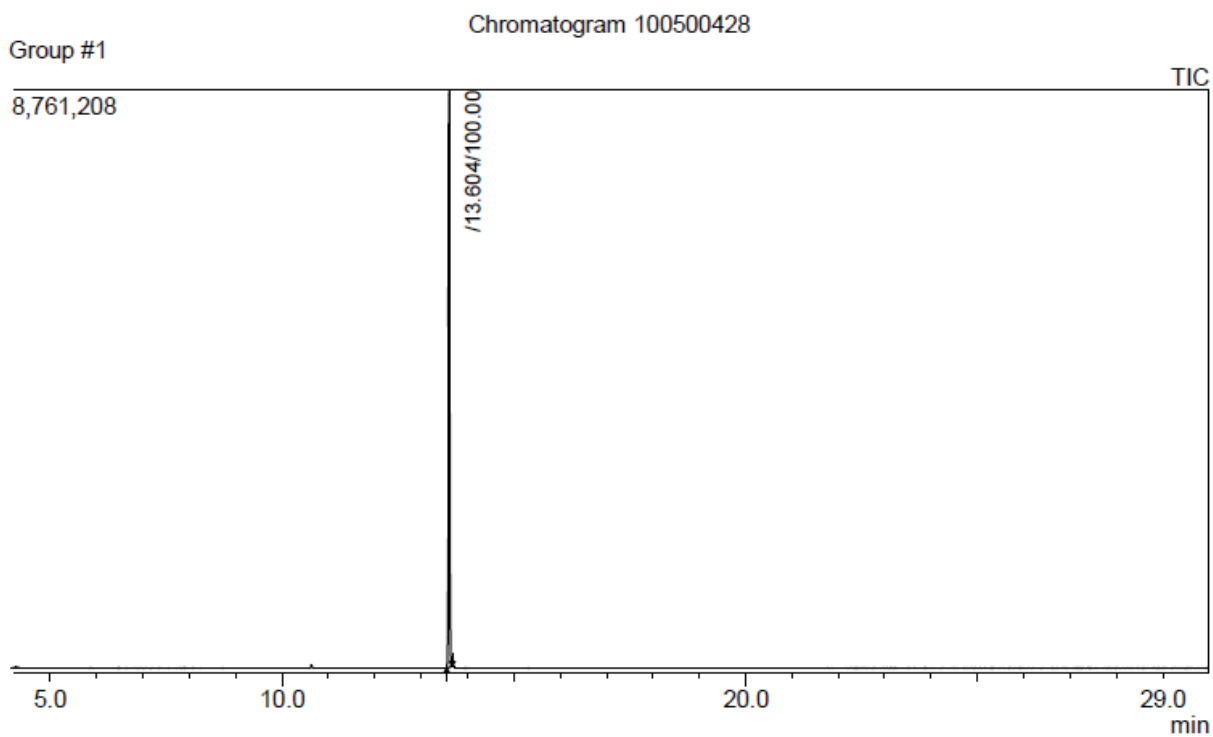 Chromatogram 100500428
Group #1
TIC
8,761,208
/13.604/100.00
5.0 10.0 20.0 29.0
min